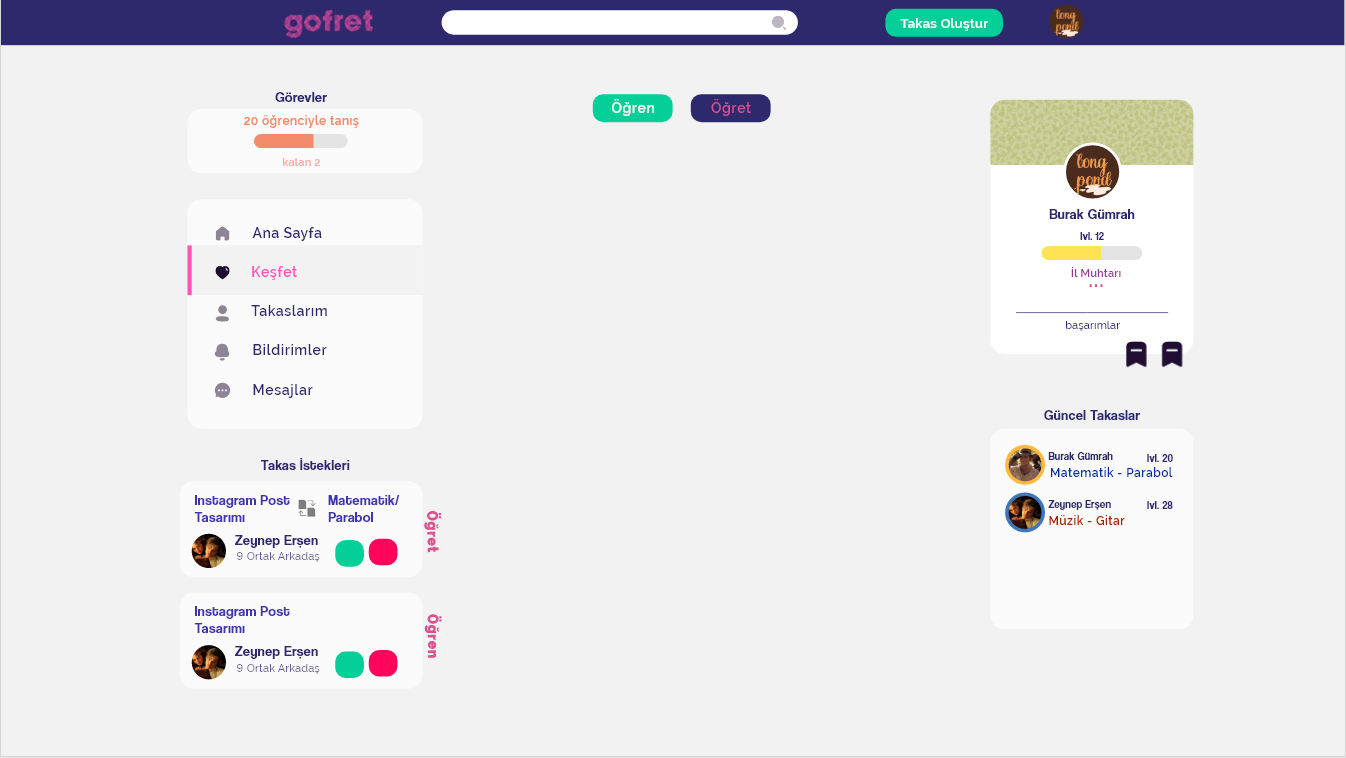 gofret
Takas Oluştur
long
pond
Görevler
20 öğrenciyle tanış
kalan 2
Ana Sayfa
Keşfet
Takaslarım
Bildirimler
Mesajlar
Takas İstekleri
Instagram Post
Tasarımı
Matematik/
Parabol
Zeynep Erşen
9 Ortak Arkadaş
Öğret
Instagram Post
Tasarımı
Zeynep Erşen
9 Ortak Arkadaş
Öğren
Öğren
Öğret
long
pond
Burak Gümrah
lvl. 12
İl Muhtarı
...
başarımlar
Güncel Takaslar
Burak Gümrah
lvl. 20
Matematik - Parabol
Zeynep Erşen
lvl. 28
Müzik - Gitar